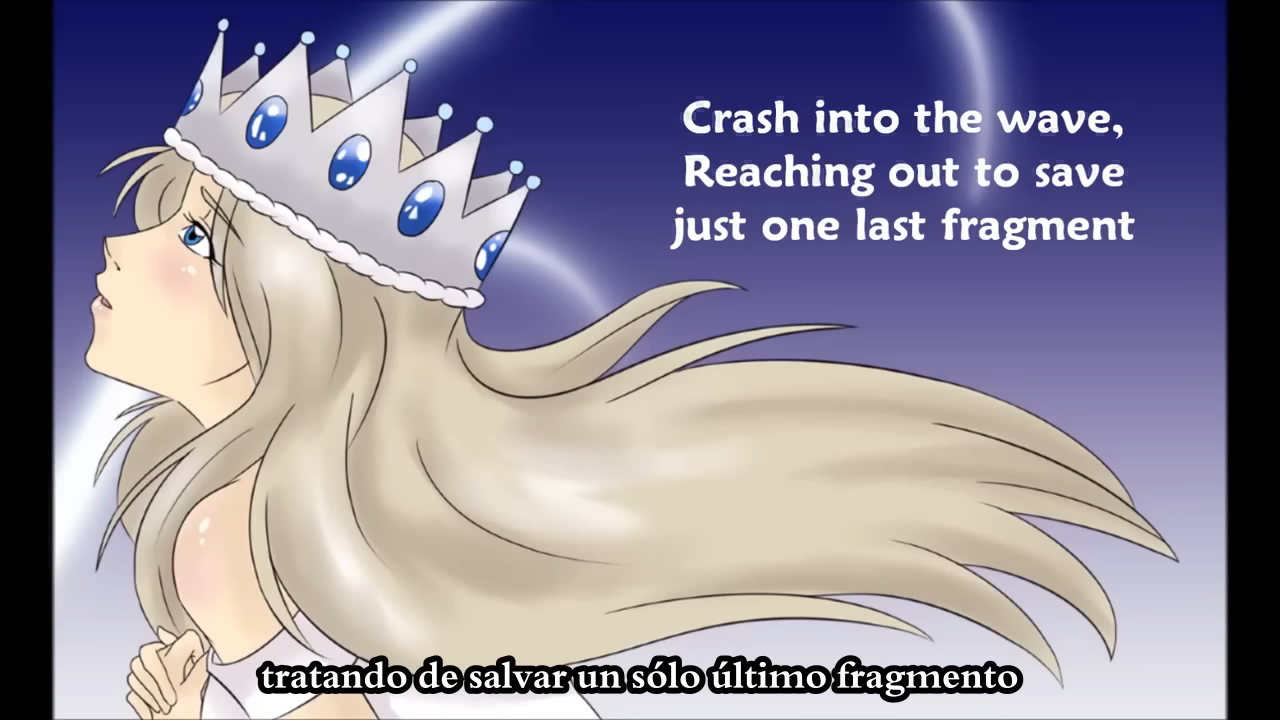 Crash into the wave,
Reaching out to save
just one last fragment
tratando de salvar un sólo último fragmento